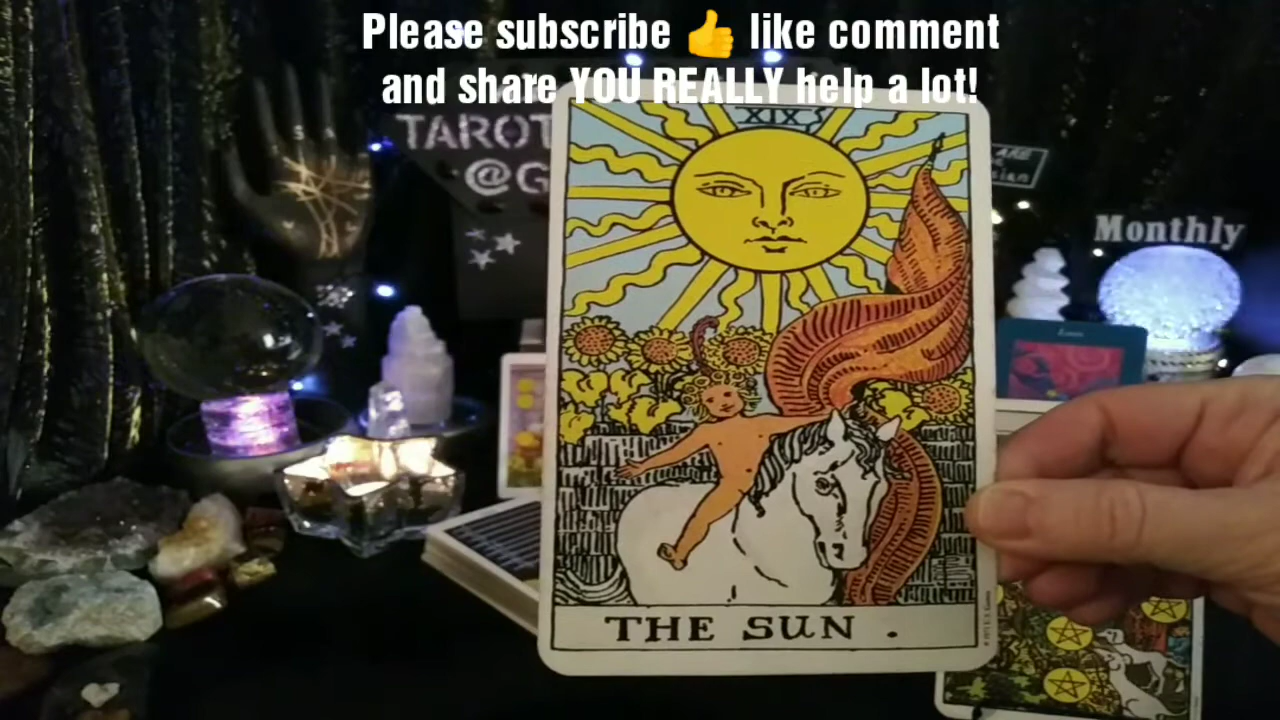 Please subscribe 👍 like comment
and share YOU REALLY help a lot!
XIX
TAROT
@G
Monthly
THE SUN .